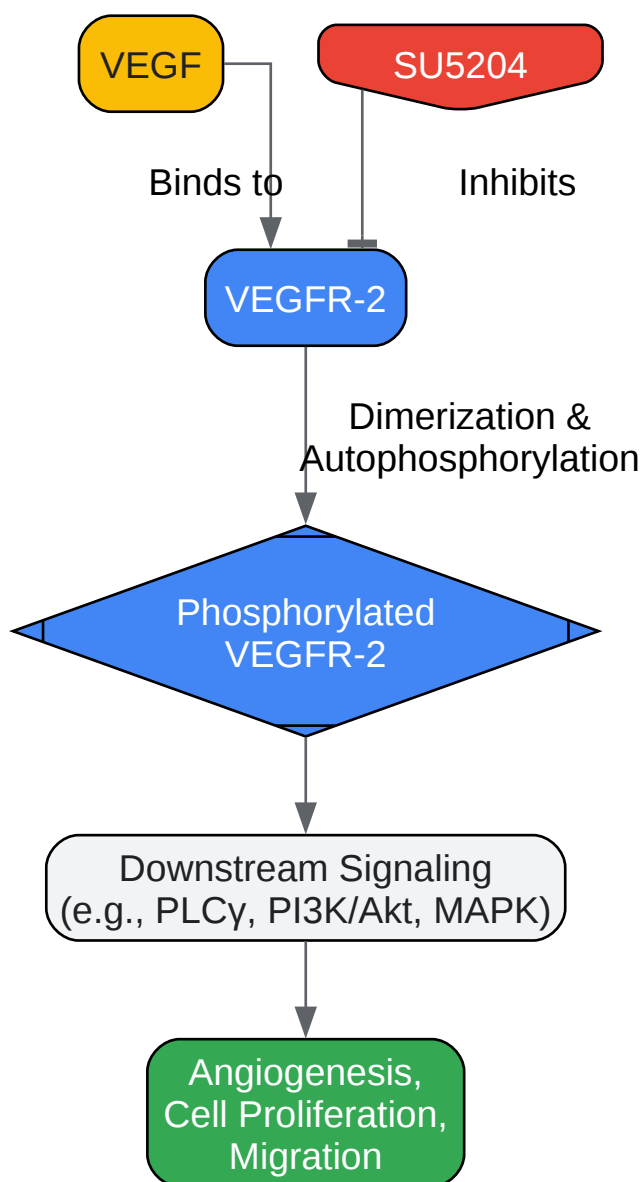 VEGF
SU5204
Binds to
Inhibits
VEGFR-2
Dimerization &
Autophosphorylation
Phosphorylated
VEGFR-2
Downstream Signaling
(e.g., PLCγ, PI3K/Akt, MAPK)
Angiogenesis,
Cell Proliferation,
Migration